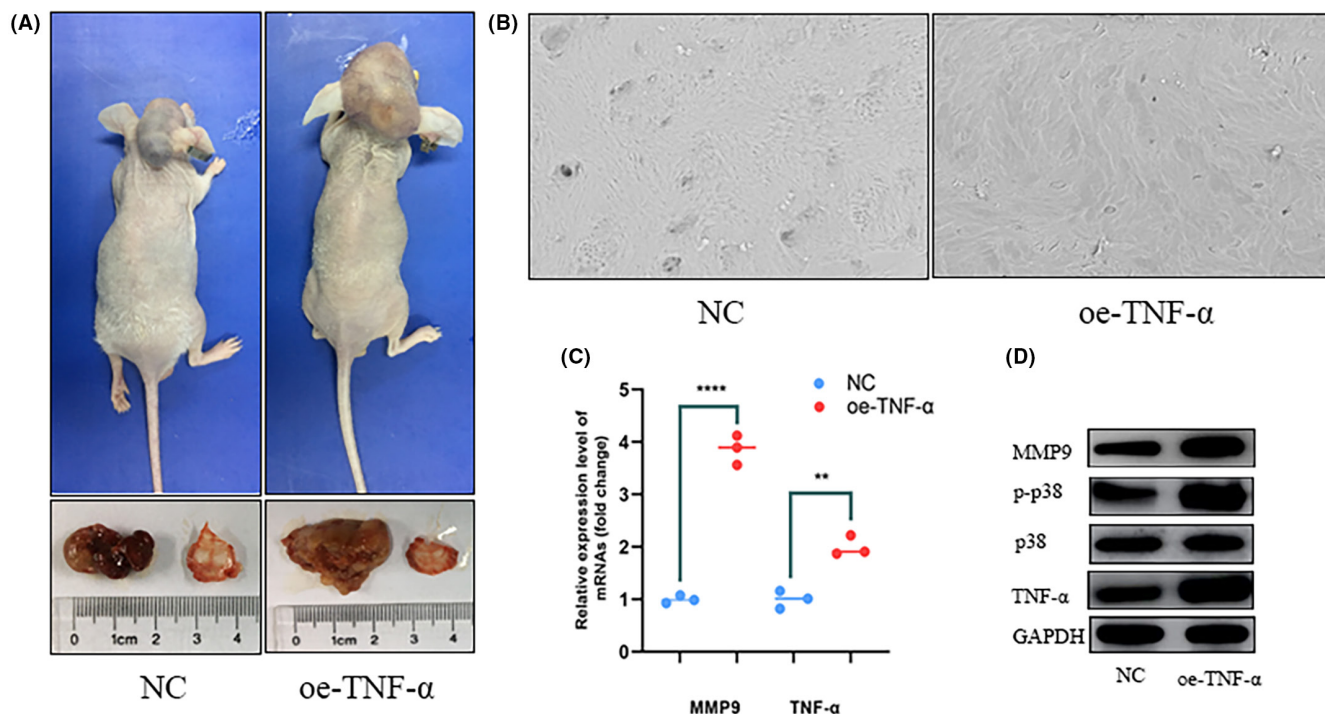 (A)
(B)
NC
oe-TNF-α
(C)
(D)
5
4
3
2
1
0
Relative expression level of
mRNAs (fold change)
****
**
NC
oe-TNF-α
MMP9
TNF-α
MMP9
p-p38
p38
TNF-α
GAPDH
NC
oe-TNF-α
0 1cm 2 3 4
0 1cm 2 3 4
NC
oe-TNF-α